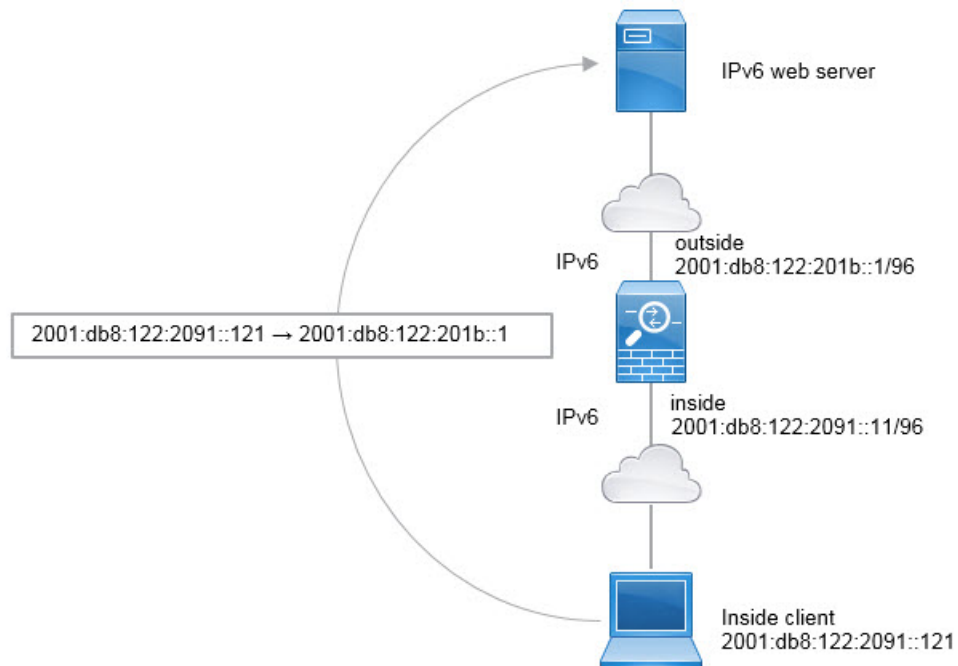 IPv6 web server
outside
IPv6
2001:db8:122:201b::1/96
2001:db8:122:2091::121 → 2001:db8:122:201b::1
inside
IPv6
2001:db8:122:2091::11/96
Inside client
2001:db8:122:2091::121